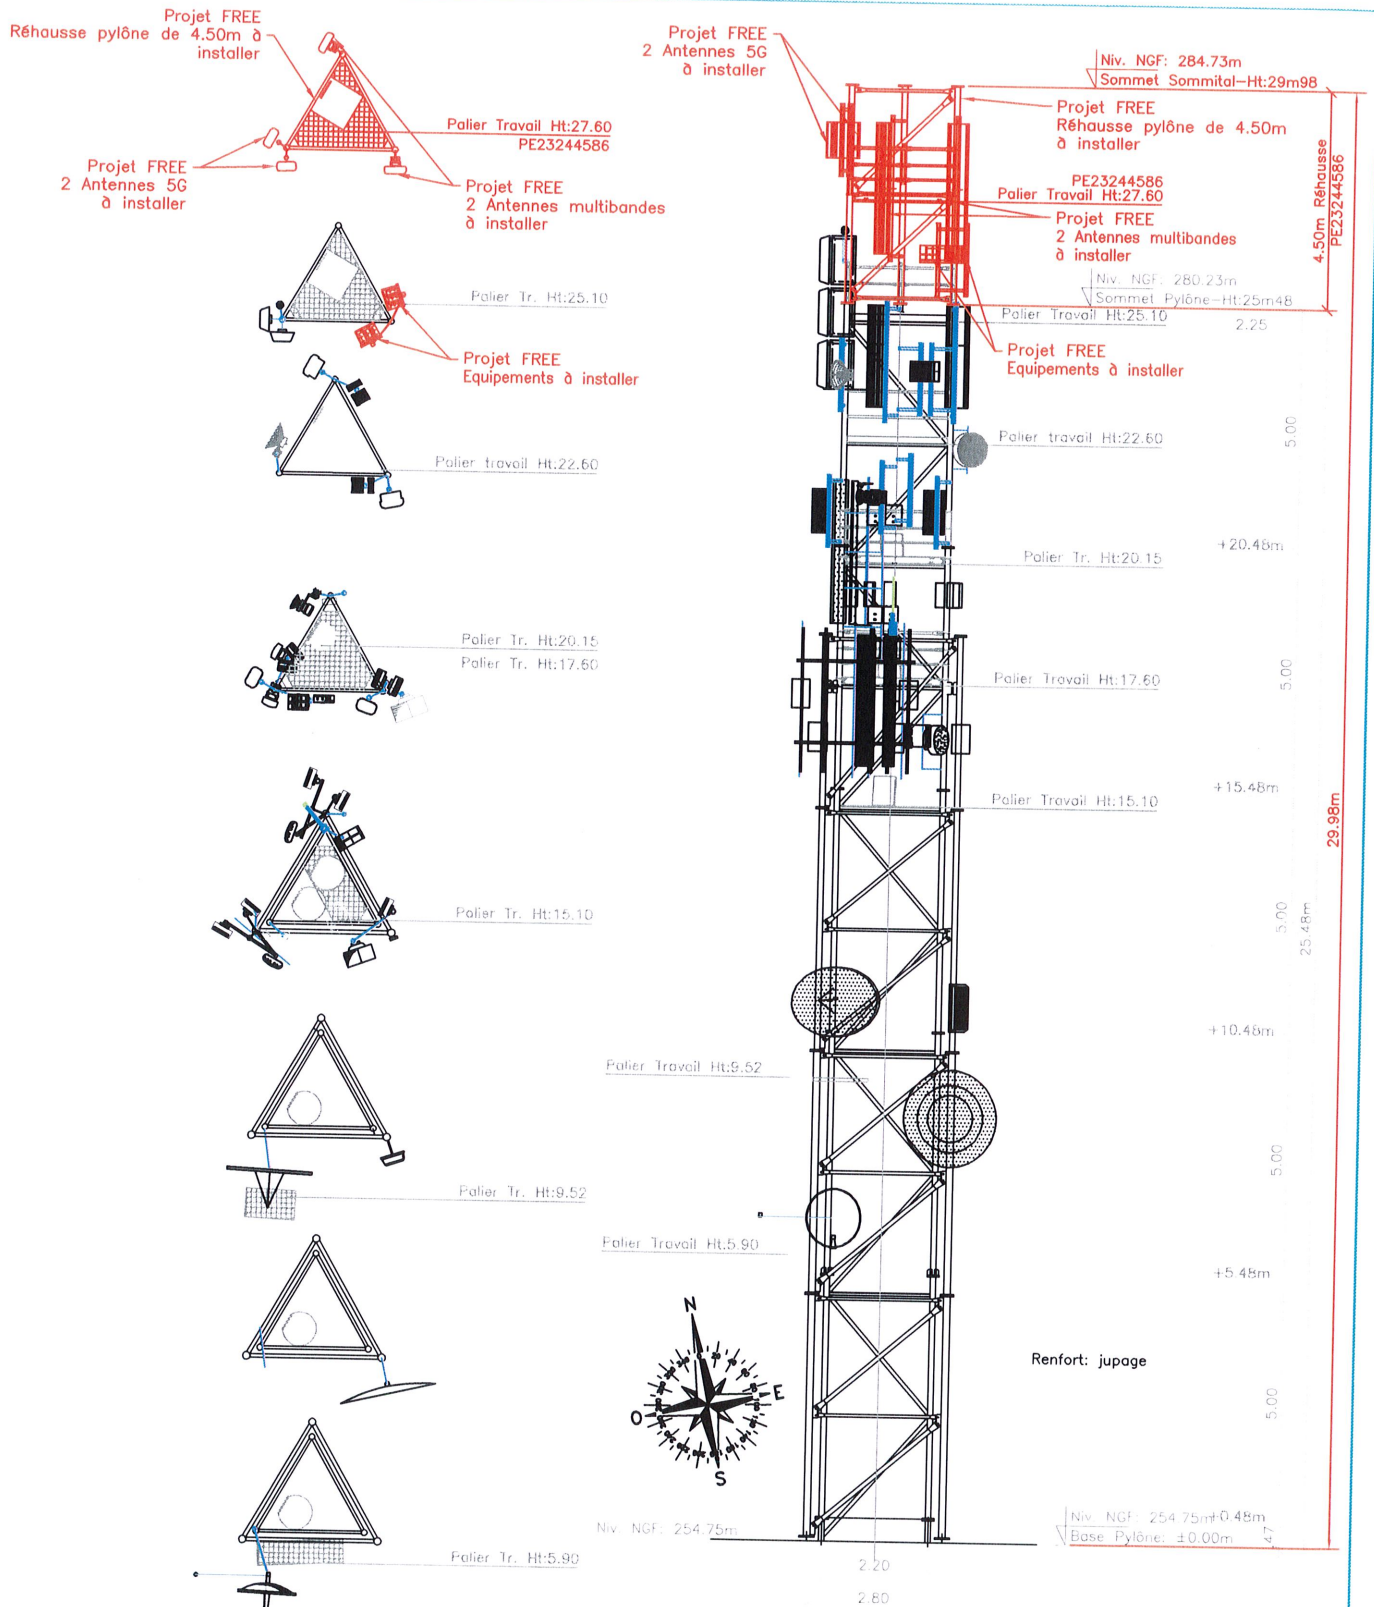 Projet FREE
Réhausse pylône de 4.50m à
installer
Palier Travail Ht:27.60
PE23244586
Projet FREE
2 Antennes 5G
à installer
Projet FREE
2 Antennes multibandes
à installer
Palier Tr. Ht:25.10
Projet FREE
Equipements à installer
Palier travail Ht:22.60
Palier Tr. Ht:20.15
Palier Tr. Ht:17.60
Palier Tr. Ht:15.10
Palier Tr. Ht:9.52
Palier Tr. Ht:5.90
Projet FREE
2 Antennes 5G
à installer
Niv. NGF: 284.73m
Sommet Sommital-Ht:29m98
Projet FREE
Réhausse pylône de 4.50m
à installer
PE23244586
Palier Travail Ht:27.60
Projet FREE
2 Antennes multibandes
à installer
4.50m Réhausse
PE23244586
Niv. NGF: 280.23m
Sommet Pylône-Ht:25m48
Palier Travail Ht:25.10
2.25
Projet FREE
Equipements à installer
Palier travail Ht:22.60
5.00
+20.48m
Palier Tr. Ht:20.15
Palier Travail Ht:17.60
5.00
+15.48m
Palier Travail Ht:15.10
29.98m
5.00
25.48m
+10.48m
Palier Travail Ht:9.52
5.00
Palier Travail Ht:5.90
+5.48m
N
E
S
O
Renfort: jupage
5.00
Niv. NGF: 254.75m
Niv. NGF: 254.75m
+0.48m
Base Pylône: ±0.00m
.47
2.20
2.80